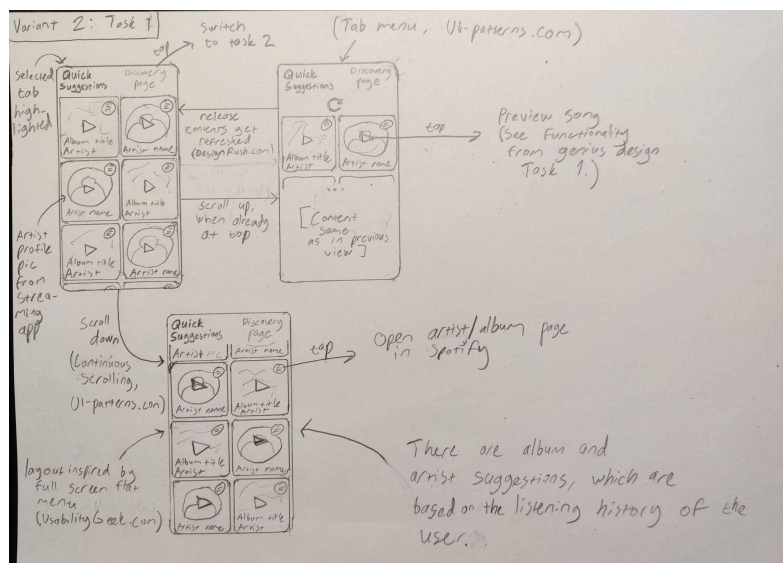 Variant 2: Task 1
tap
Switch
to task 2
(Tab menu, UI-patterns.com)
selected
tab
high-
lighted
Quick
Suggestions
Discovery
page
Album title
Artist
Artist name
Artist name
Album title
Artist
Album title
Artist
Artist name
release
contents get
refreshed
(DesignRush.com)
scroll up,
when already
at top
Quick
Suggestions
Discovery
page
Album title
Artist
Artist name
...
[Content
same
as in previous
view]
tap
Preview song
(See functionality
from genius design
Task 1.)
Artist
profile
pic
from
strea-
ming
app
Scroll
down
(Continuous
Scrolling,
UI-patterns.com)
Quick
Suggestions
Discovery
page
Artist
Artist name
Artist name
Album title
Artist
Album title
Artist
Artist name
Artist name
Album title
Artist
tap
Open artist/album page
in Spotify
layout inspired by
full screen flat
menu
(UsabilityGeek.com)
There are album and
artist suggestions, which are
based on the listening history of the
user.